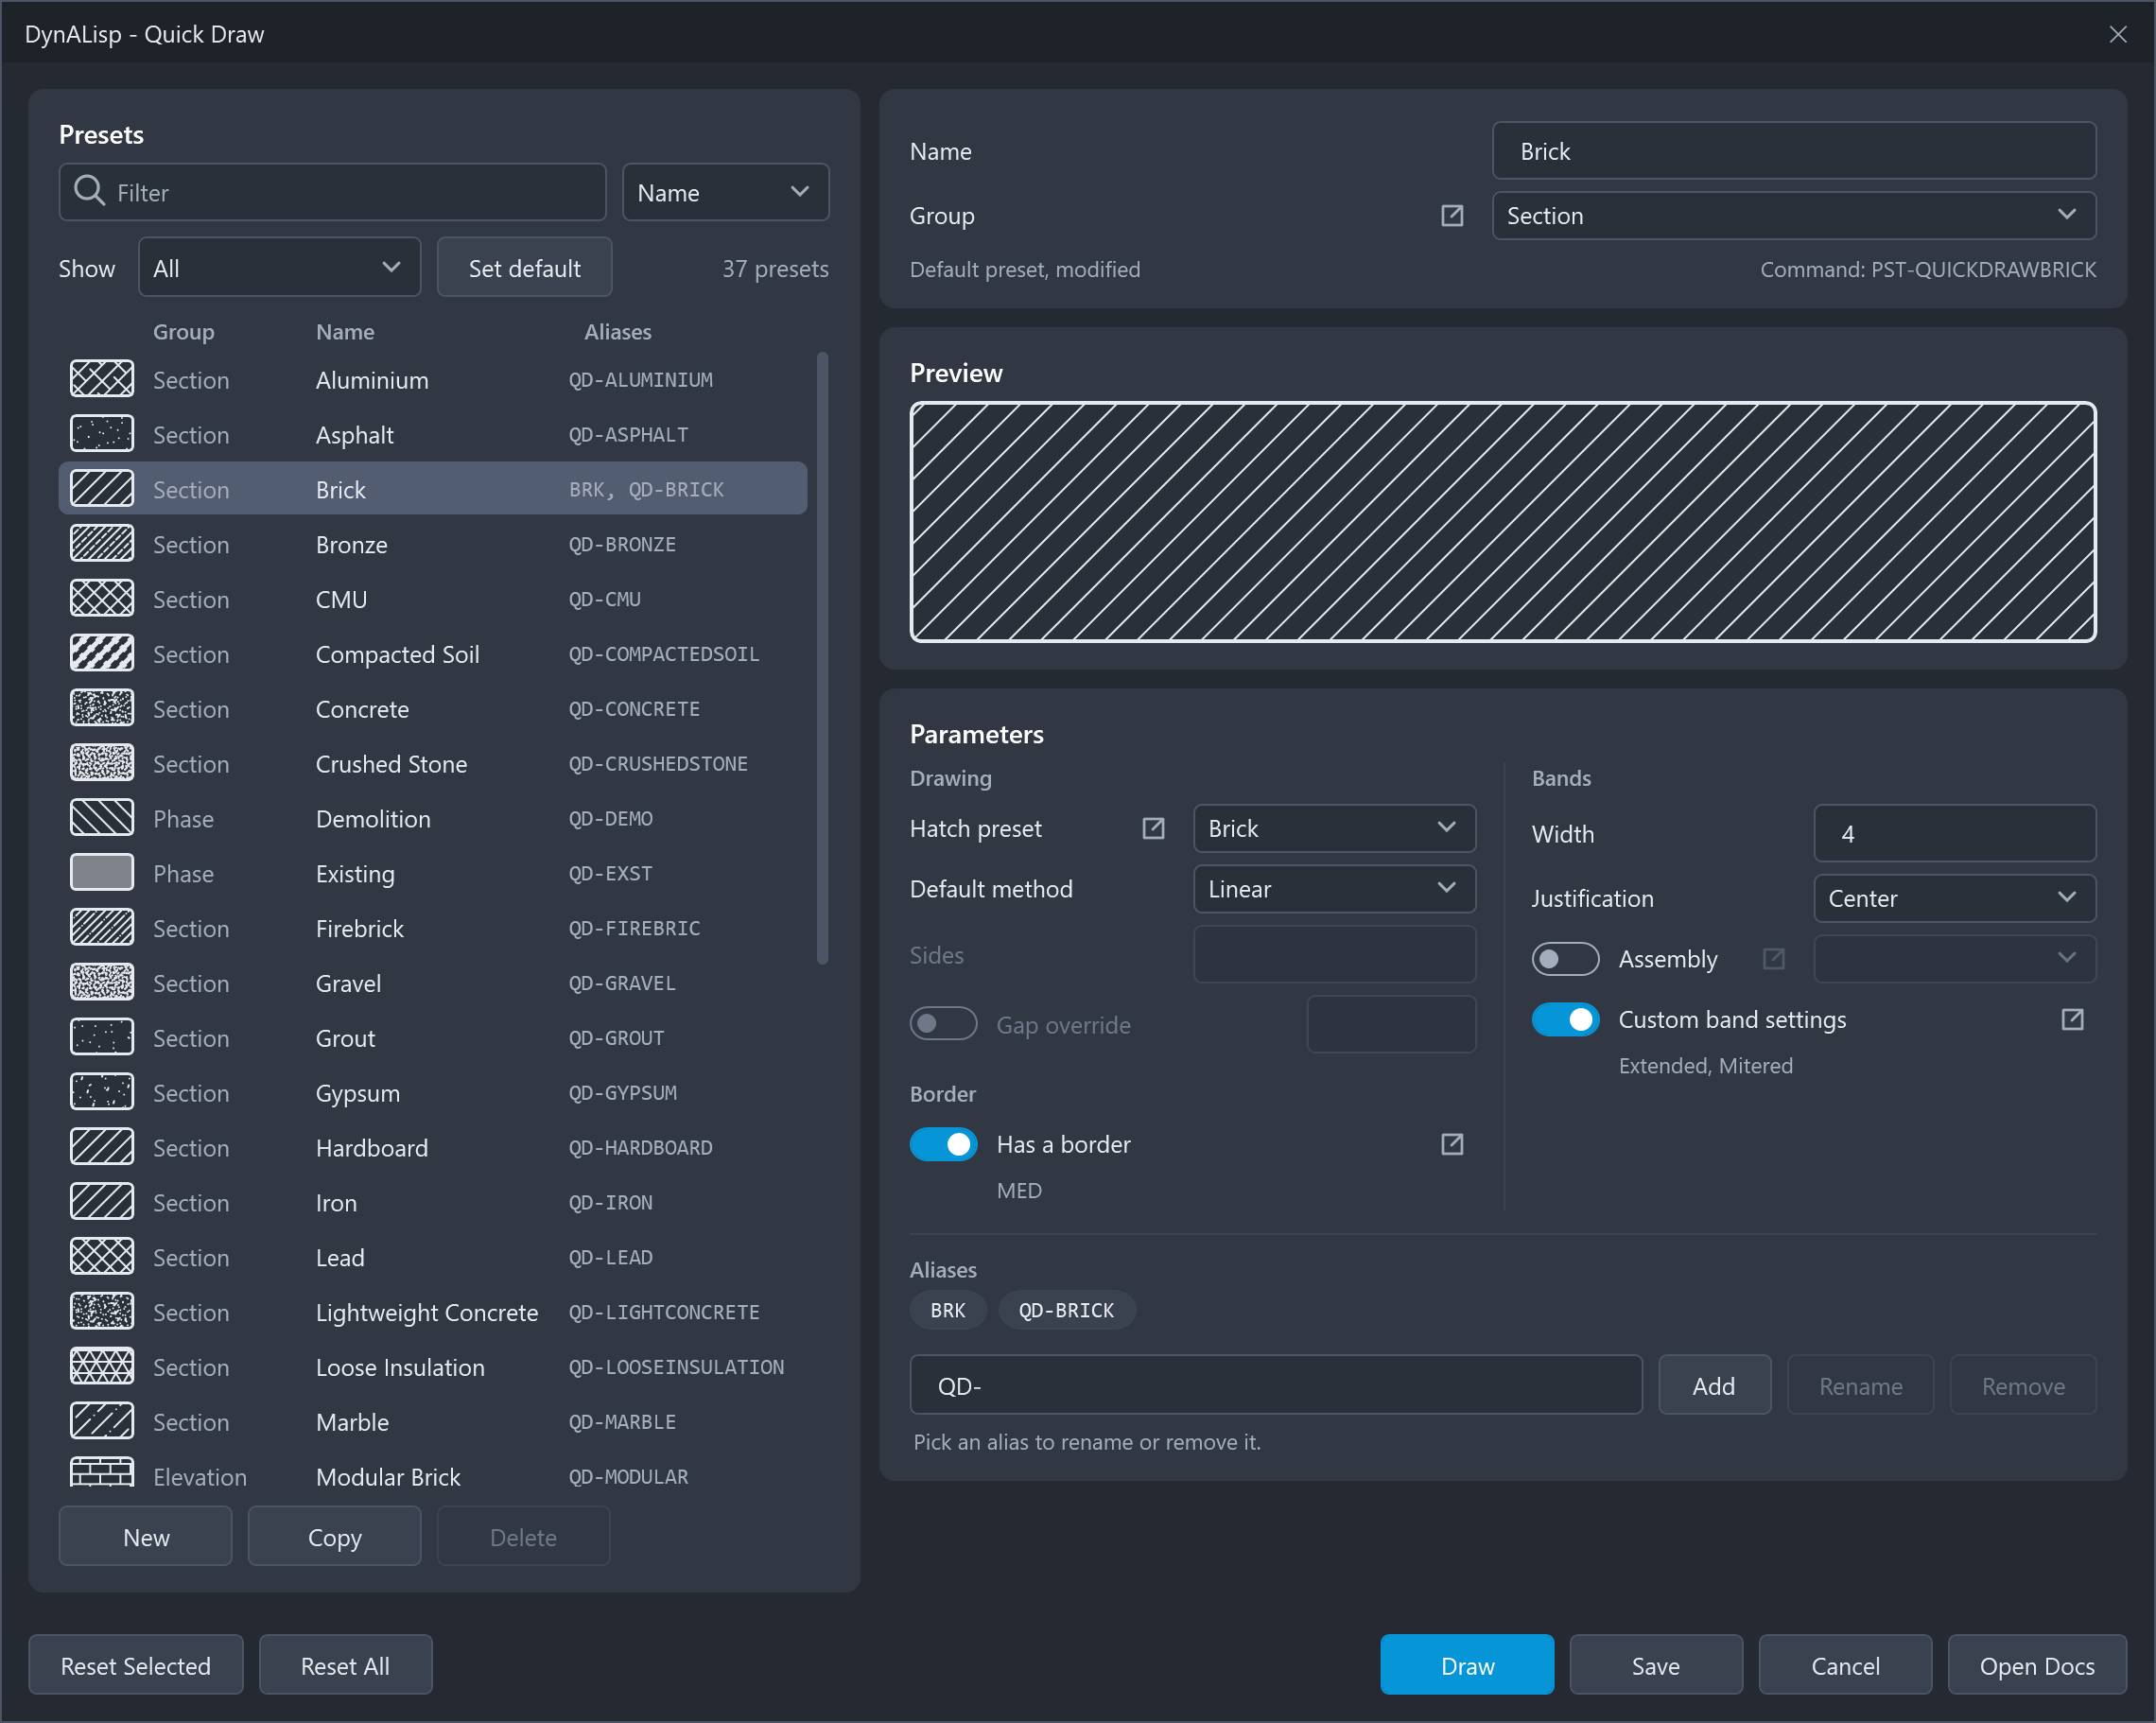 DynALisp - Quick Draw
Presets
Filter
Name
Show
All
Set default
37 presets
Group Name Aliases
Section Aluminium QD-ALUMINIUM
Section Asphalt QD-ASPHALT
Section Brick BRK, QD-BRICK
Section Bronze QD-BRONZE
Section CMU QD-CMU
Section Compacted Soil QD-COMPACTEDSOIL
Section Concrete QD-CONCRETE
Section Crushed Stone QD-CRUSHEDSTONE
Phase Demolition QD-DEMO
Phase Existing QD-EXST
Section Firebrick QD-FIREBRIC
Section Gravel QD-GRAVEL
Section Grout QD-GROUT
Section Gypsum QD-GYPSUM
Section Hardboard QD-HARDBOARD
Section Iron QD-IRON
Section Lead QD-LEAD
Section Lightweight Concrete QD-LIGHTCONCRETE
Section Loose Insulation QD-LOOSEINSULATION
Section Marble QD-MARBLE
Elevation Modular Brick QD-MODULAR
New
Copy
Delete
Name Brick
Group Section
Default preset, modified
Command: PST-QUICKDRAWBRICK
Preview
Parameters
Drawing
Hatch preset Brick
Default method Linear
Sides
Gap override
Border
Has a border
MED
Bands
Width 4
Justification Center
Assembly
Custom band settings
Extended, Mitered
Aliases
BRK QD-BRICK
QD-
Add
Rename
Remove
Pick an alias to rename or remove it.
Reset Selected
Reset All
Draw
Save
Cancel
Open Docs